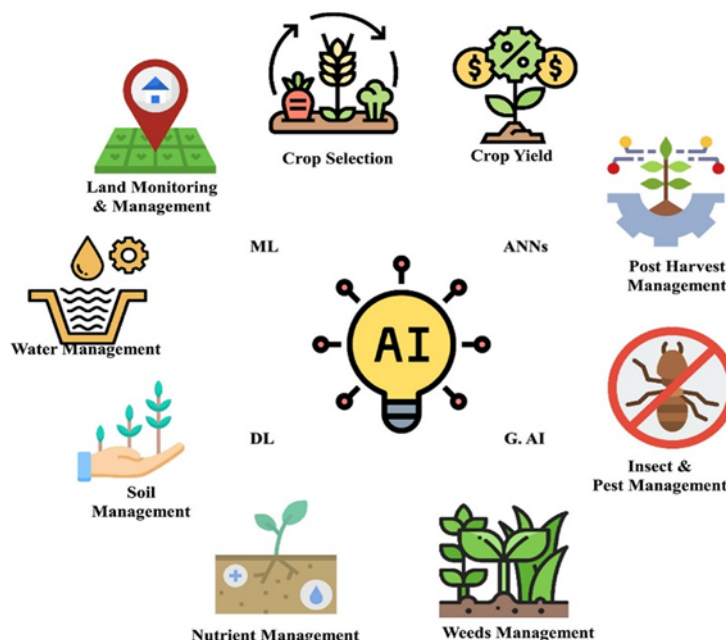 Crop Selection
Crop Yield
Land Monitoring
& Management
Post Harvest
Management
ML
ANNs
AI
Water Management
DL
G. AI
Insect &
Pest Management
Soil
Management
Nutrient Management
Weeds Management